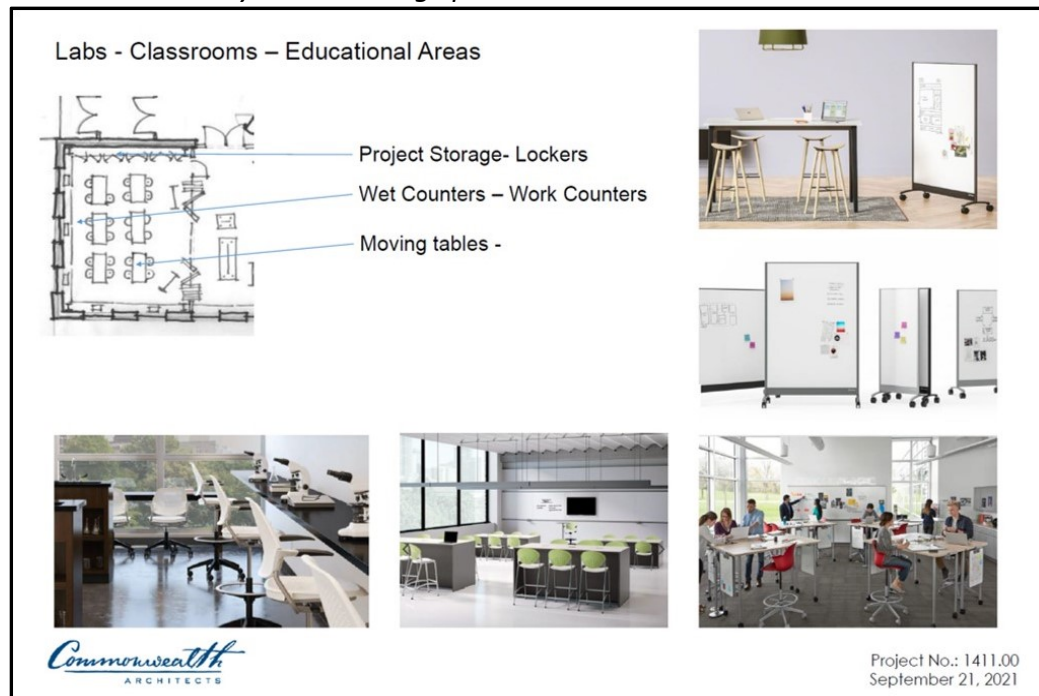 Labs - Classrooms – Educational Areas
Project Storage- Lockers
Wet Counters – Work Counters
Moving tables -
Commonwealth
ARCHITECTS
Project No.: 1411.00
September 21, 2021